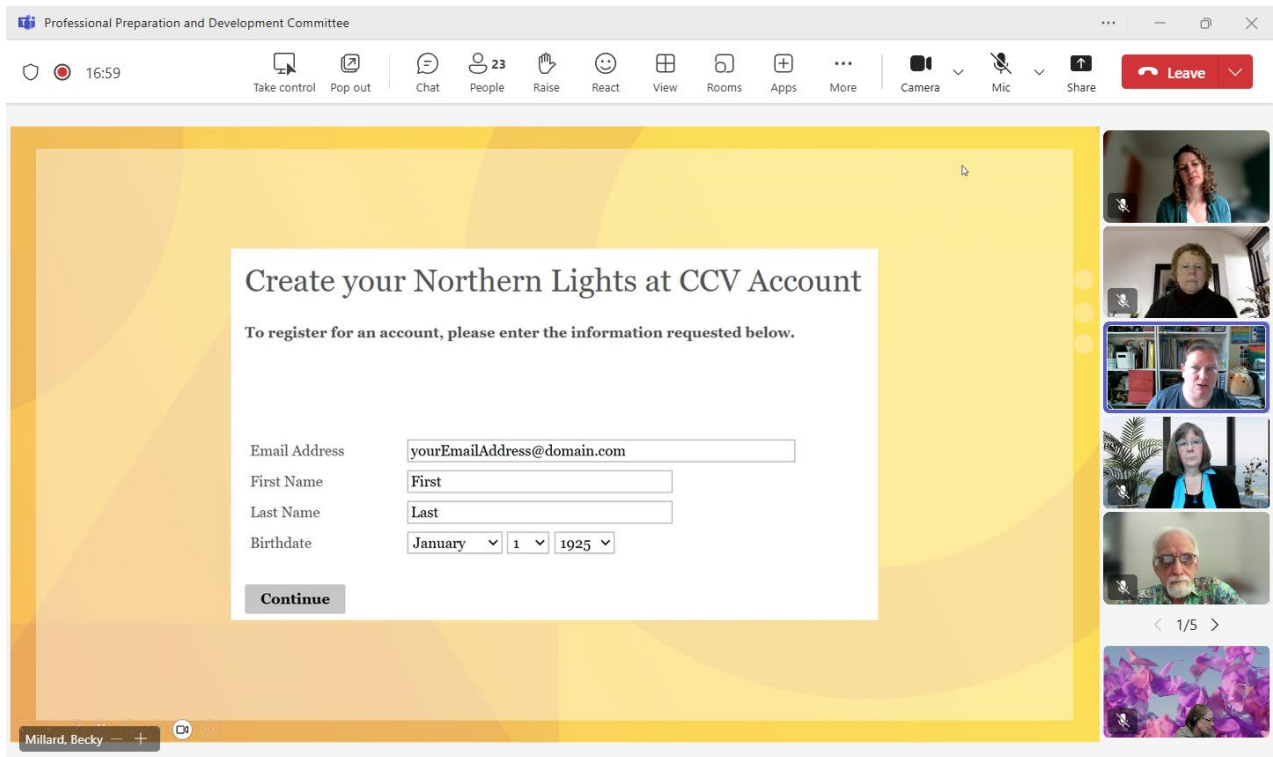 Professional Preparation and Development Committee
16:59
Take control
Pop out
Chat
23
People
Raise
React
View
Rooms
Apps
More
Camera
Mic
Share
Leave
Create your Northern Lights at CCV Account
To register for an account, please enter the information requested below.
Email Address yourEmailAddress@domain.com
First Name First
Last Name Last
Birthdate January 1 1925
Continue
1/5
Millard, Becky